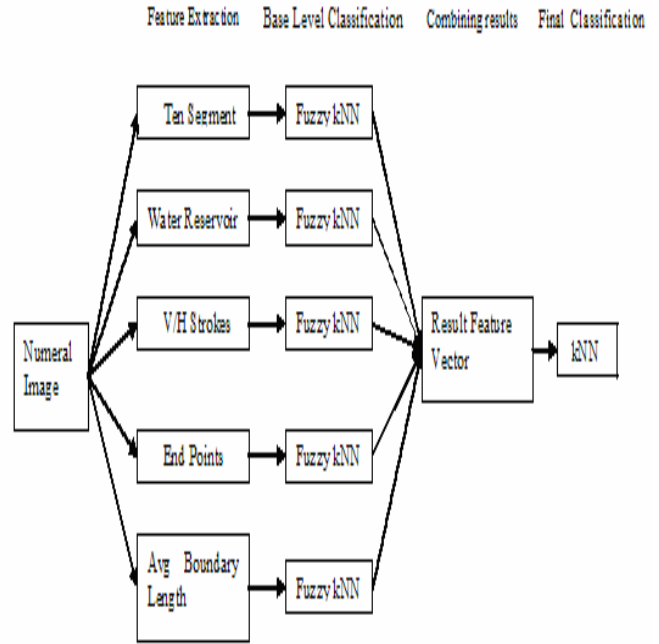 Feature Extraction
Base Level Classification
Combining results
Final Classification
Ten Segment
Fuzzy kNN
Water Reservoir
Fuzzy kNN
V/H Strokes
Fuzzy kNN
Numeral
Image
Result Feature
Vector
kNN
End Points
Fuzzy kNN
Avg Boundary
Length
Fuzzy kNN